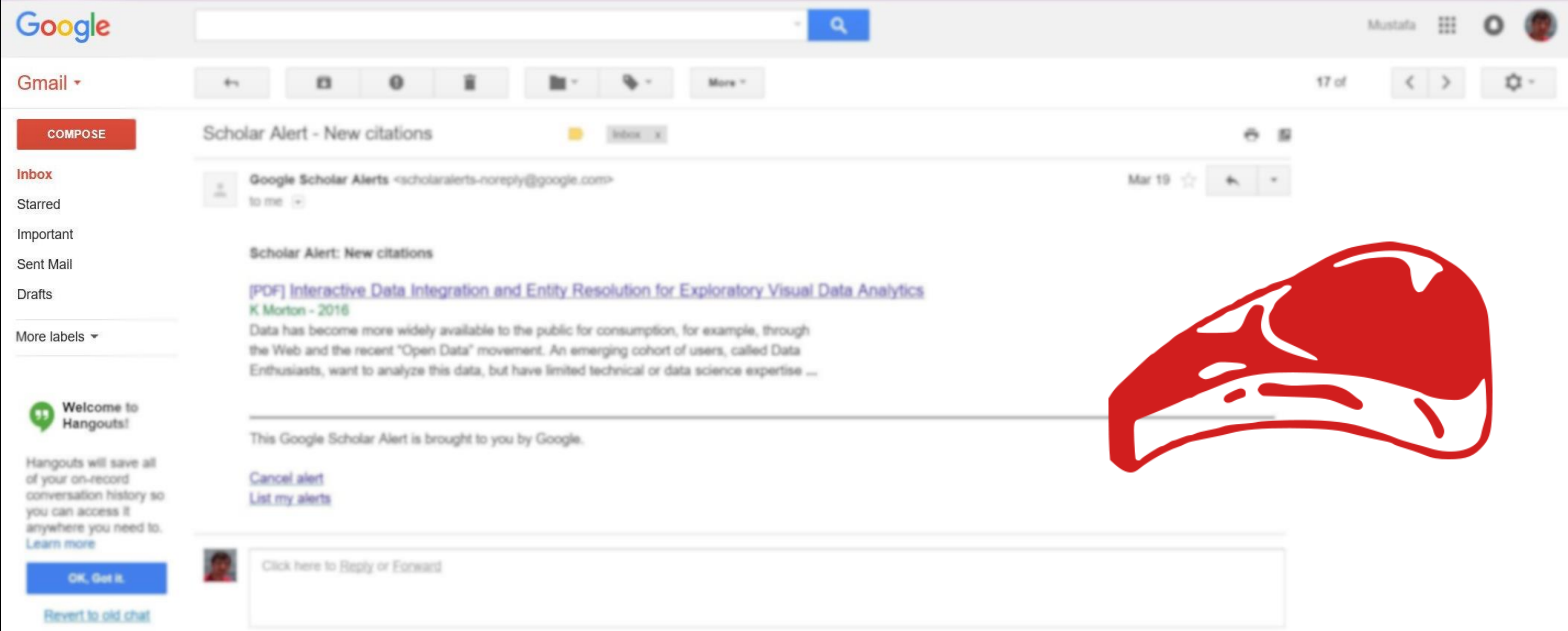 Google
Mustafa
Gmail
More
17 of
COMPOSE
Scholar Alert - New citations
Inbox x
Inbox
Starred
Important
Sent Mail
Drafts
More labels
Google Scholar Alerts <scholaralerts-noreply@google.com>
Mar 19
to me
Scholar Alert: New citations
[PDF] Interactive Data Integration and Entity Resolution for Exploratory Visual Data Analytics
K Morton - 2016
Data has become more widely available to the public for consumption, for example, through
the Web and the recent "Open Data" movement. An emerging cohort of users, called Data
Enthusiasts, want to analyze this data, but have limited technical or data science expertise ...
This Google Scholar Alert is brought to you by Google.
Cancel alert
List my alerts
Click here to Reply or Forward
Welcome to
Hangouts!
Hangouts will save all
of your on-record
conversation history so
you can access it
anywhere you need to.
Learn more
OK, Got it.
Revert to old chat